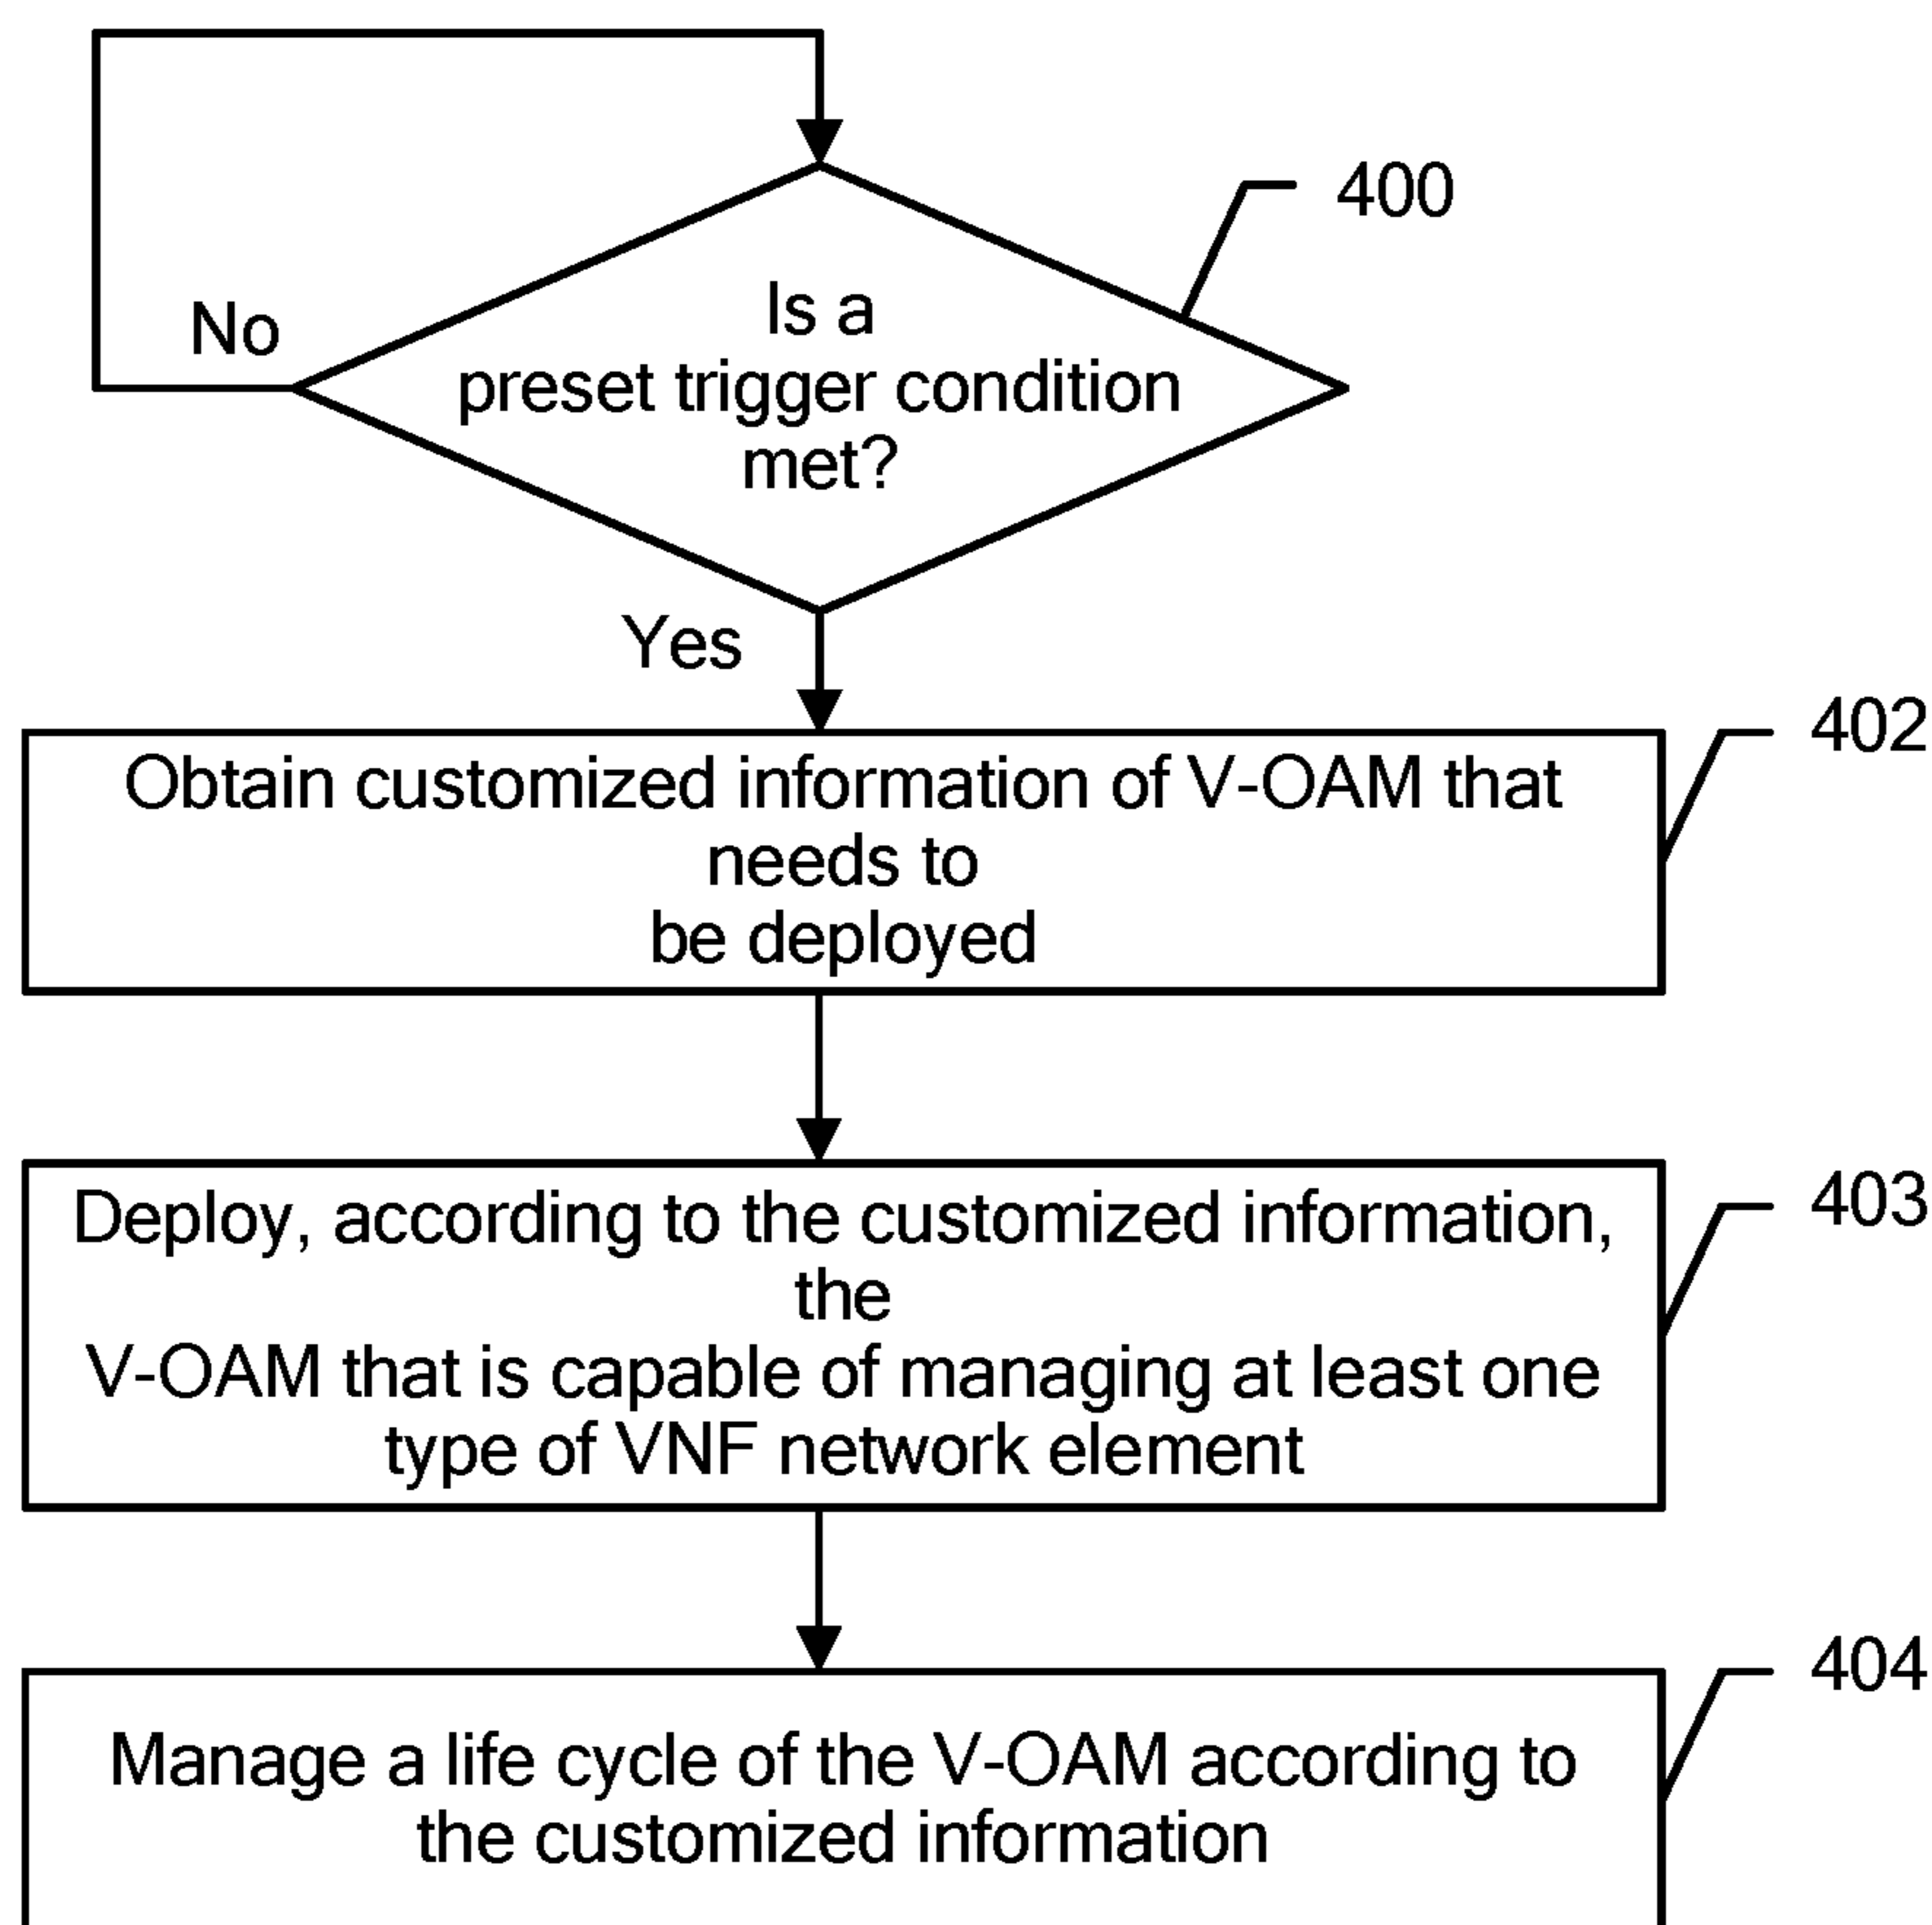 400
Is a
preset trigger condition
met?
No
Yes
402
Obtain customized information of V-OAM that
needs to
be deployed
403
Deploy, according to the customized information,
the
V-OAM that is capable of managing at least one
type of VNF network element
404
Manage a life cycle of the V-OAM according to
the customized information